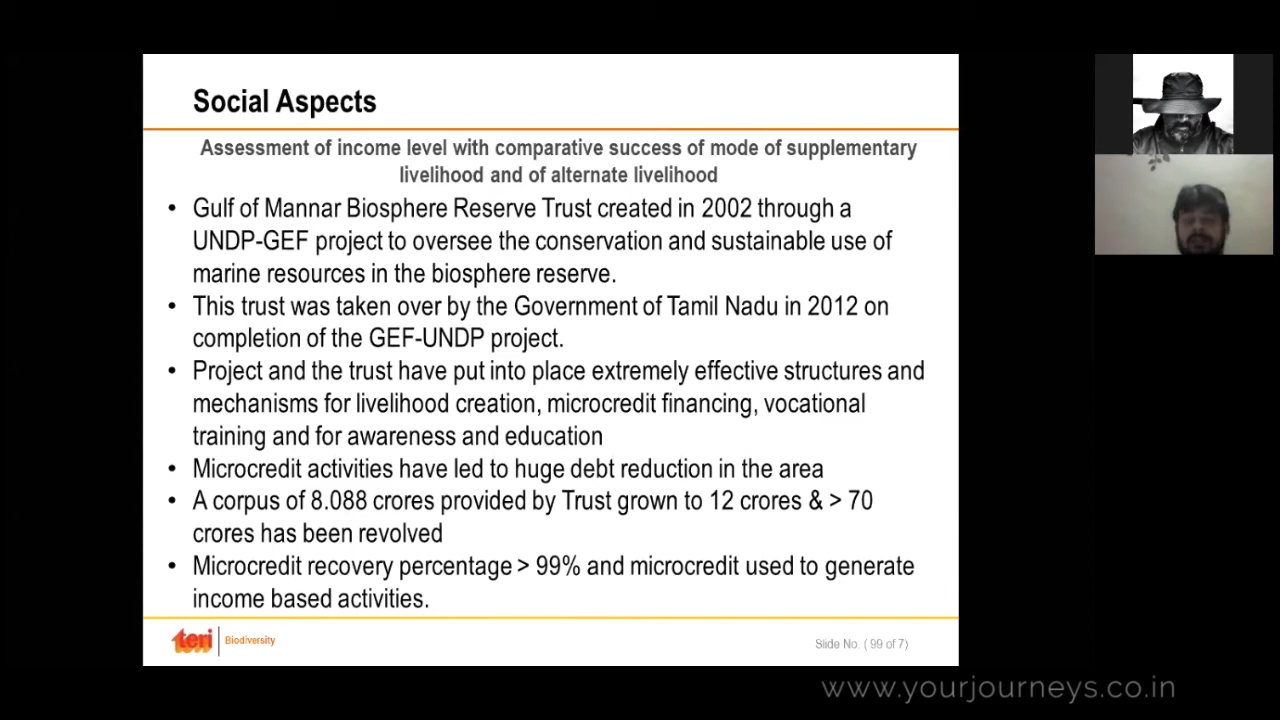 Social Aspects
Assessment of income level with comparative success of mode of supplementary
livelihood and of alternate livelihood
• Gulf of Mannar Biosphere Reserve Trust created in 2002 through a
UNDP-GEF project to oversee the conservation and sustainable use of
marine resources in the biosphere reserve.
• This trust was taken over by the Government of Tamil Nadu in 2012 on
completion of the GEF-UNDP project.
• Project and the trust have put into place extremely effective structures and
mechanisms for livelihood creation, microcredit financing, vocational
training and for awareness and education
• Microcredit activities have led to huge debt reduction in the area
• A corpus of 8.088 crores provided by Trust grown to 12 crores & > 70
crores has been revolved
• Microcredit recovery percentage > 99% and microcredit used to generate
income based activities.
teri Biodiversity
Slide No. ( 99 of 7)
www.yourjourneys.co.in